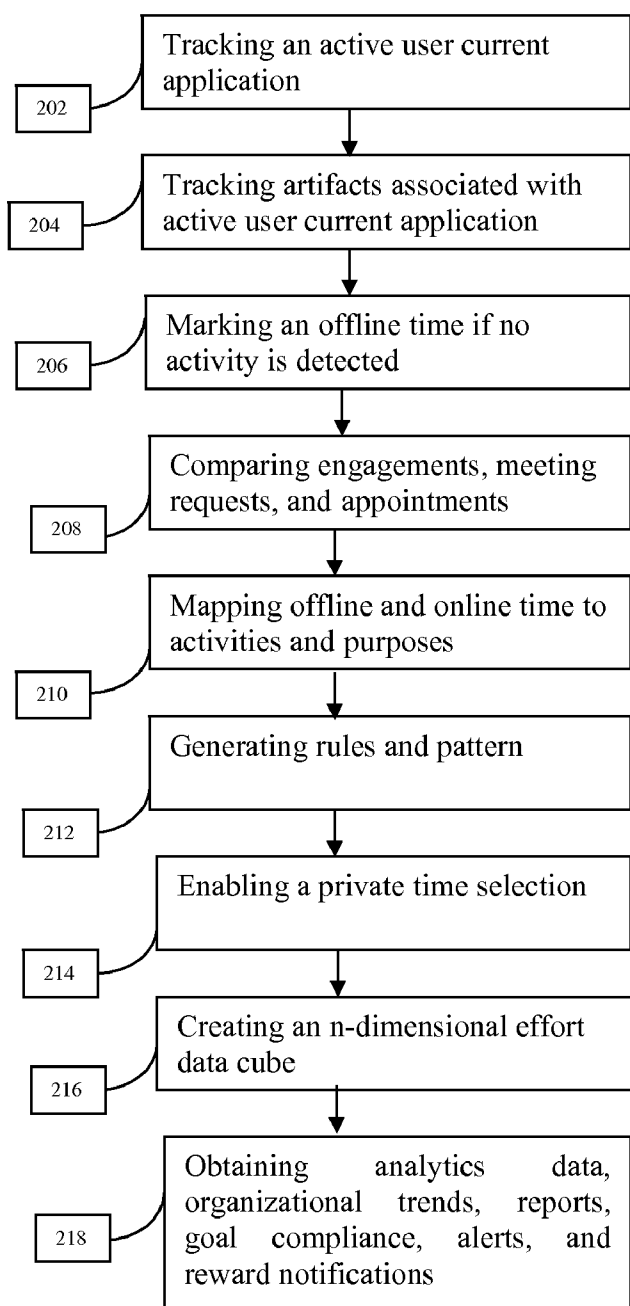 Tracking an active user current
application
202
Tracking artifacts associated with
active user current application
204
Marking an offline time if no
activity is detected
206
Comparing engagements, meeting
requests, and appointments
208
Mapping offline and online time to
activities and purposes
210
Generating rules and pattern
212
Enabling a private time selection
214
Creating an n-dimensional effort
data cube
216
Obtaining analytics data,
organizational trends, reports,
goal compliance, alerts, and
reward notifications
218